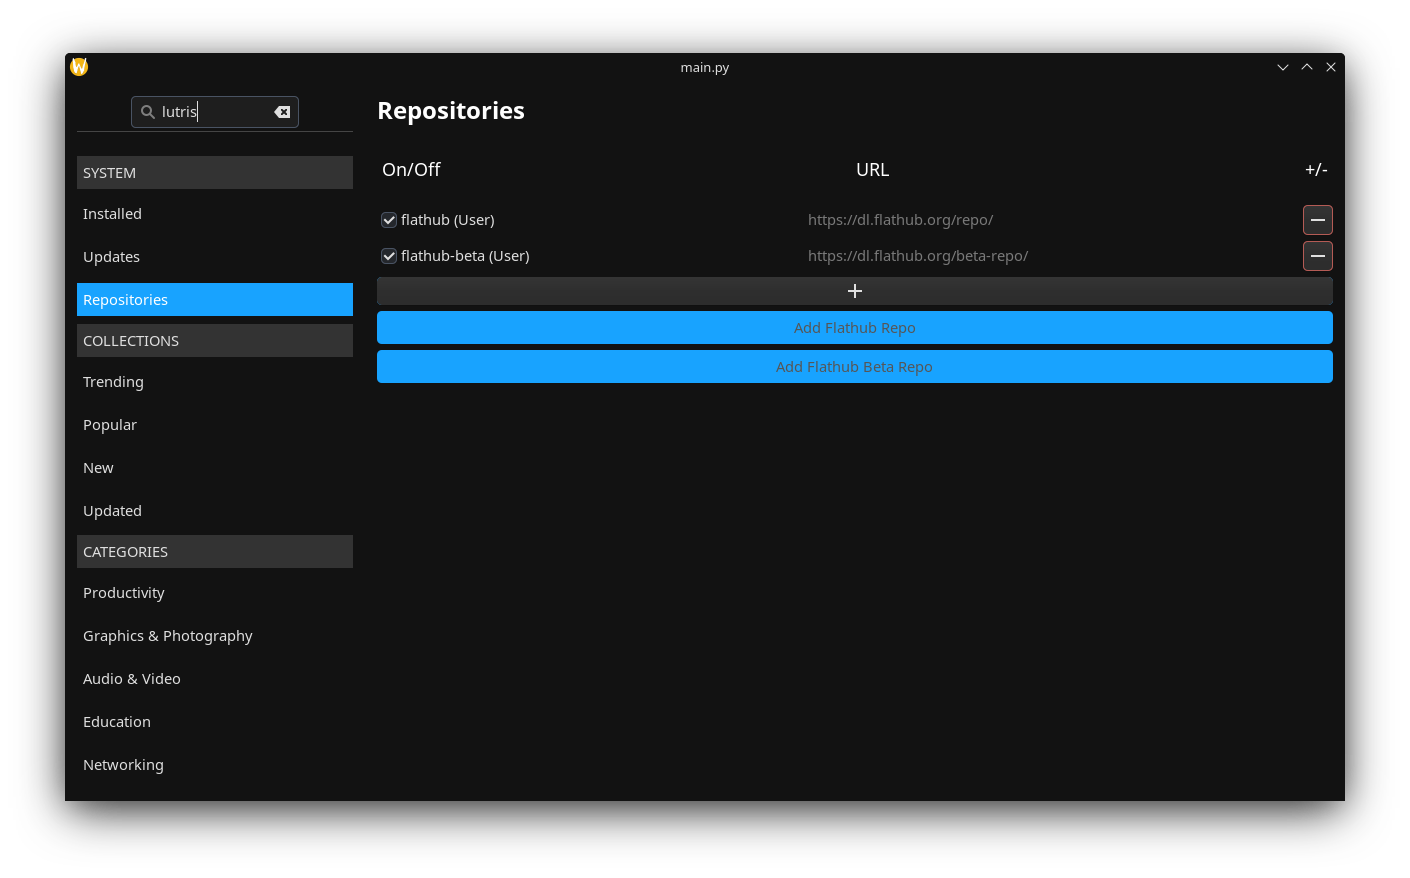 main.py
lutris
SYSTEM
Installed
Updates
Repositories
COLLECTIONS
Trending
Popular
New
Updated
CATEGORIES
Productivity
Graphics & Photography
Audio & Video
Education
Networking
Repositories
On/Off URL +/-
flathub (User) https://dl.flathub.org/repo/
flathub-beta (User) https://dl.flathub.org/beta-repo/
Add Flathub Repo
Add Flathub Beta Repo